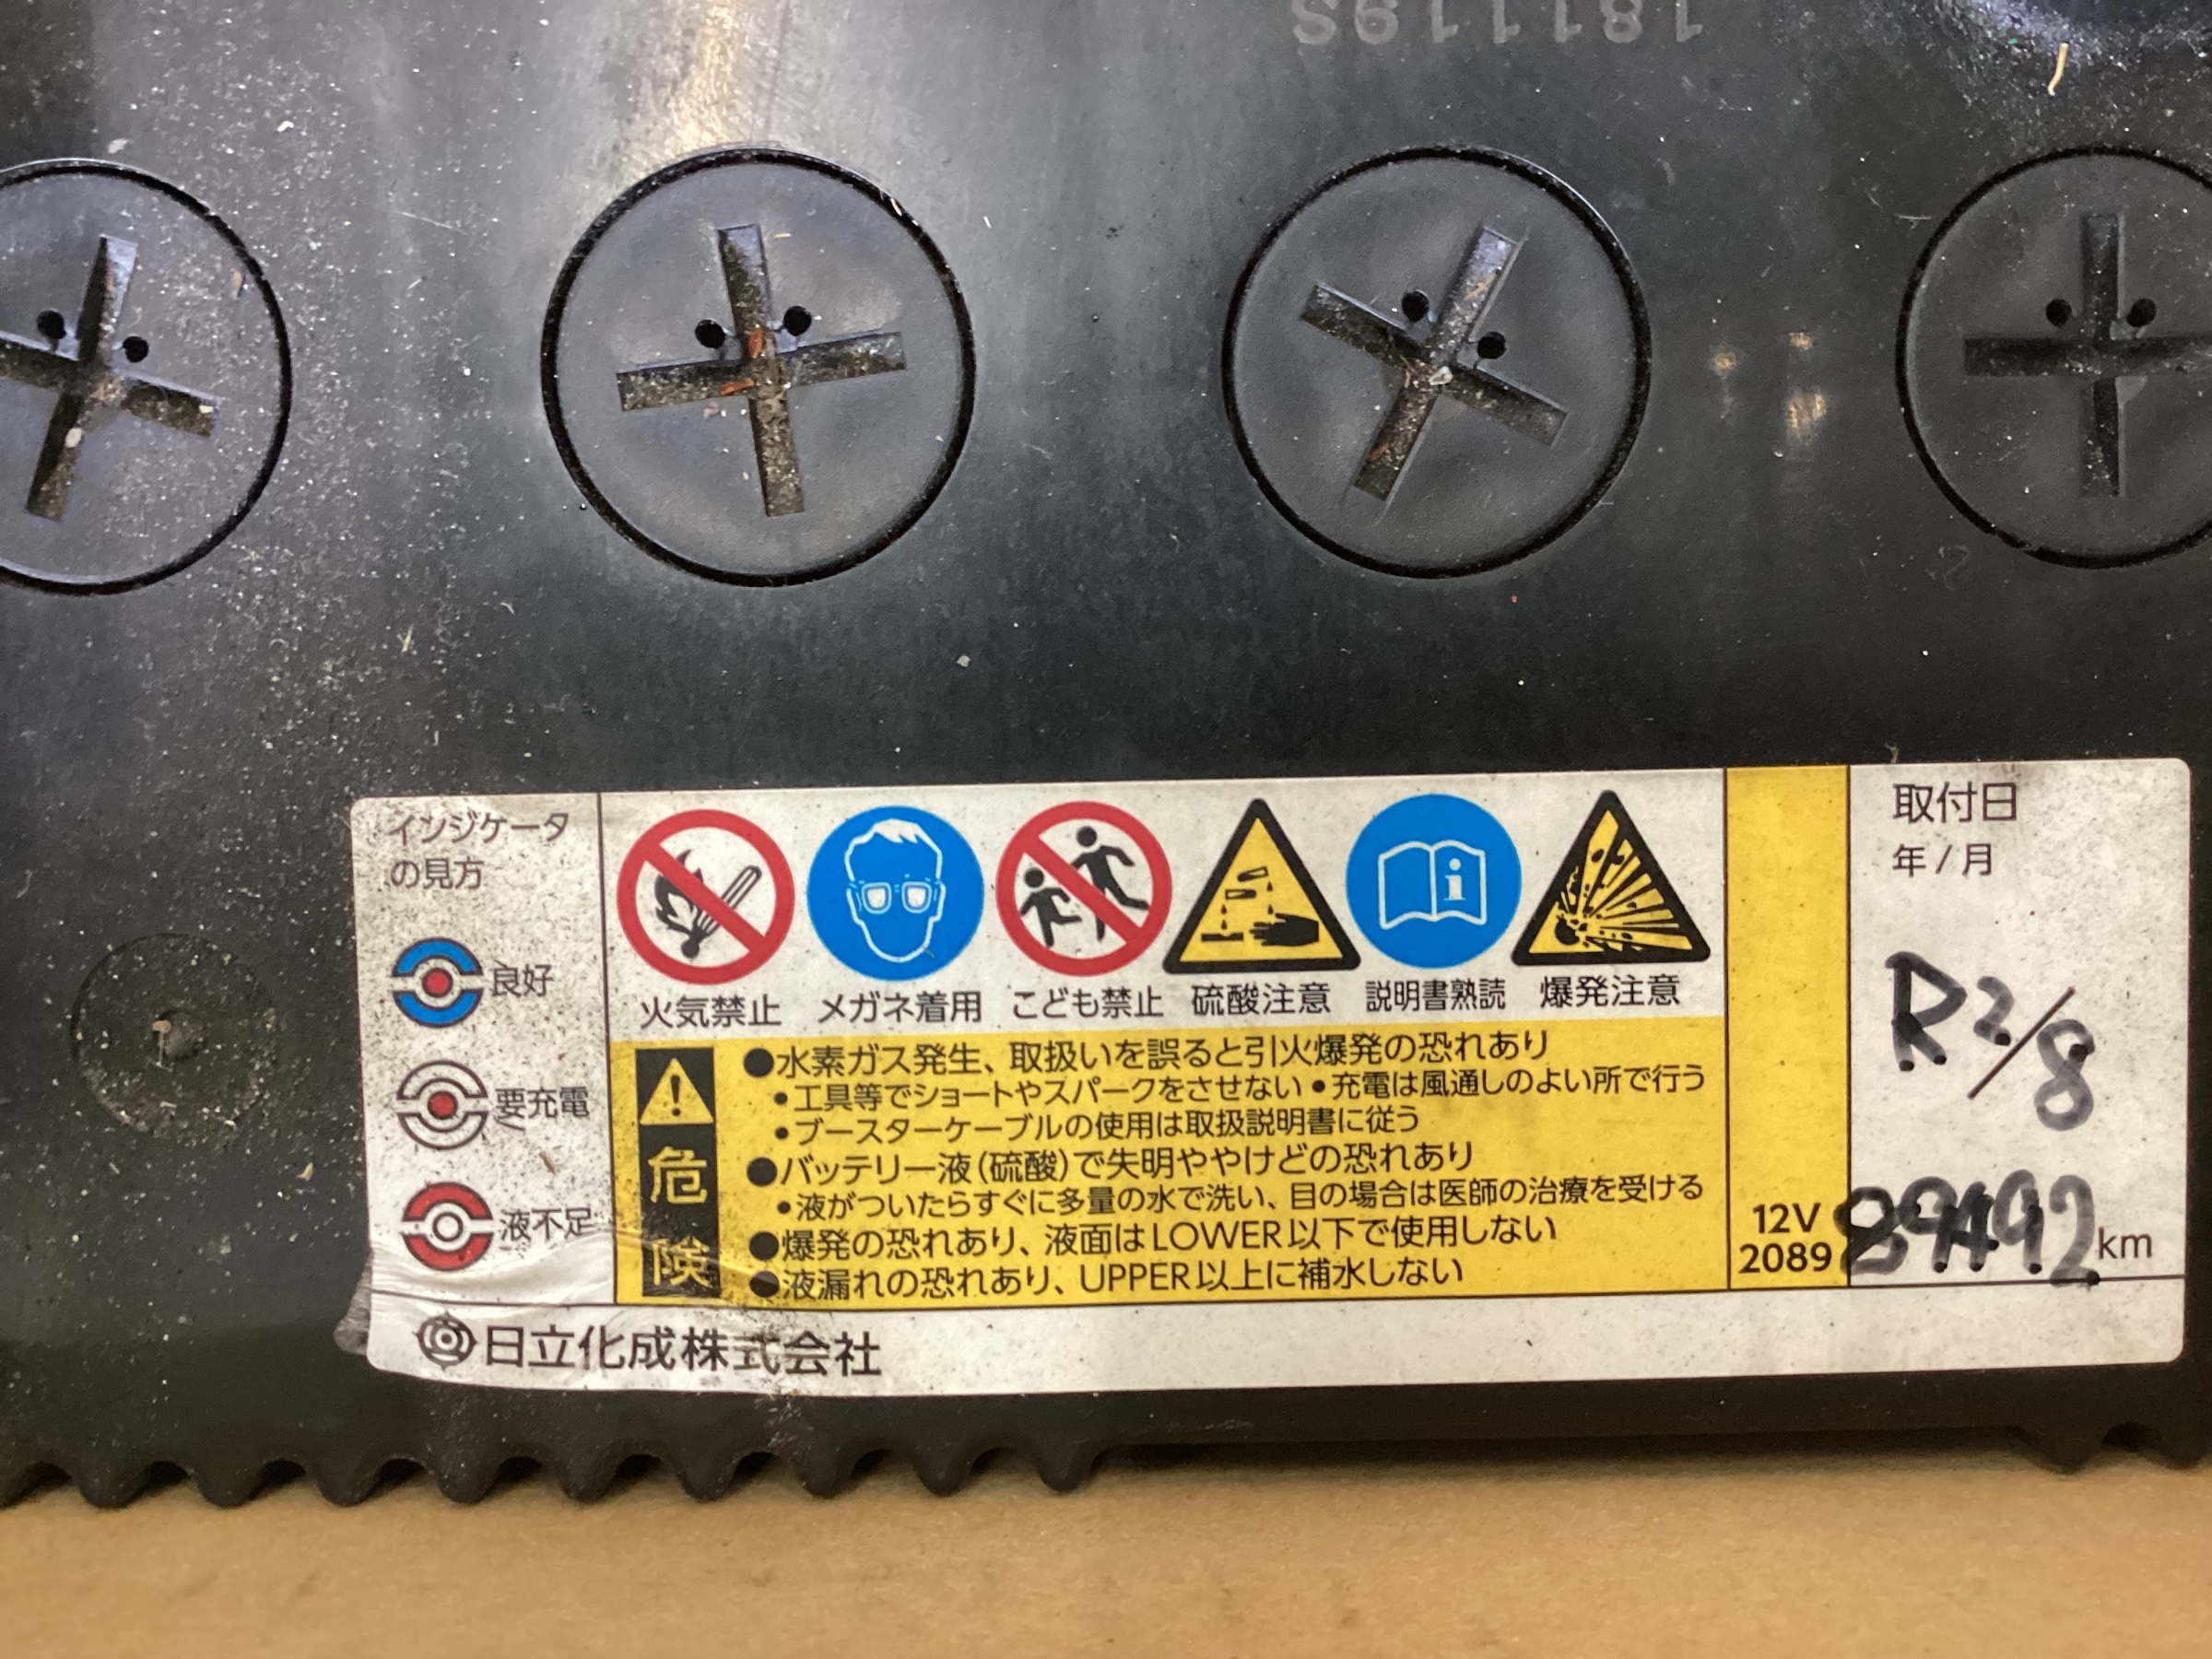 181119S
インジケータ
の見方
良好
要充電
液不足
火気禁止
メガネ着用
こども禁止
硫酸注意
説明書熟読
爆発注意
危険
●水素ガス発生、取扱いを誤ると引火爆発の恐れあり
•工具等でショートやスパークをさせない •充電は風通しのよい所で行う
•ブースターケーブルの使用は取扱説明書に従う
●バッテリー液(硫酸)で失明ややけどの恐れあり
•液がついたらすぐに多量の水で洗い、目の場合は医師の治療を受ける
●爆発の恐れあり、液面はLOWER以下で使用しない
●液漏れの恐れあり、UPPER以上に補水しない
12V
2089
取付日
年/月
R2/8
km
日立化成株式会社